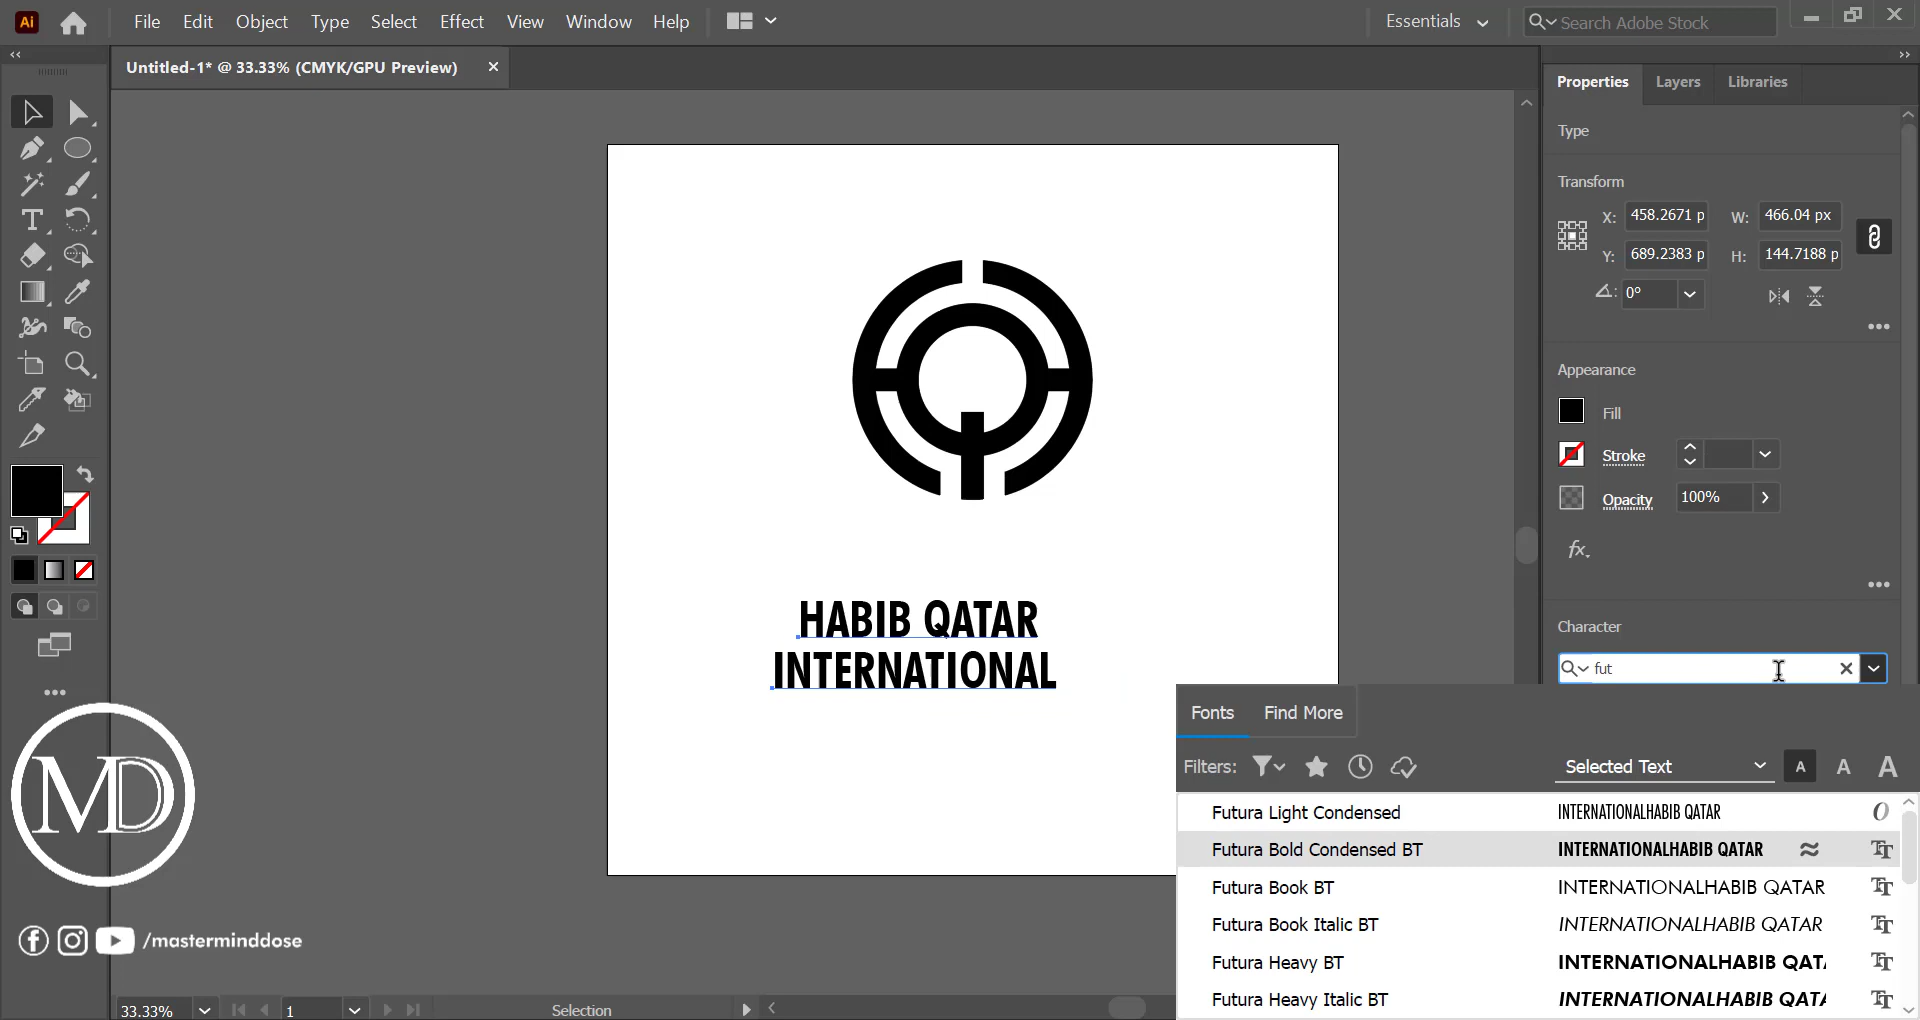 Ai
File Edit Object Type Select Effect View Window Help
Essentials
Search Adobe Stock
Untitled-1* @ 33.33% (CMYK/GPU Preview)
Properties Layers Libraries
Type
Transform
X: 458.2671 p W: 466.04 px
Y: 689.2383 p H: 144.7188 p
0°
Appearance
Fill
Stroke
Opacity 100%
fx.
Character
fut
HABIB QATAR
INTERNATIONAL
Fonts Find More
Filters: Selected Text A A A
Futura Light Condensed INTERNATIONALHABIB QATAR O
Futura Bold Condensed BT INTERNATIONALHABIB QATAR
Futura Book BT INTERNATIONALHABIB QATAR
Futura Book Italic BT INTERNATIONALHABIB QATAR
Futura Heavy BT INTERNATIONALHABIB QATA
Futura Heavy Italic BT INTERNATIONALHABIB QATA
MD
/masterminddose
33.33% 1 Selection